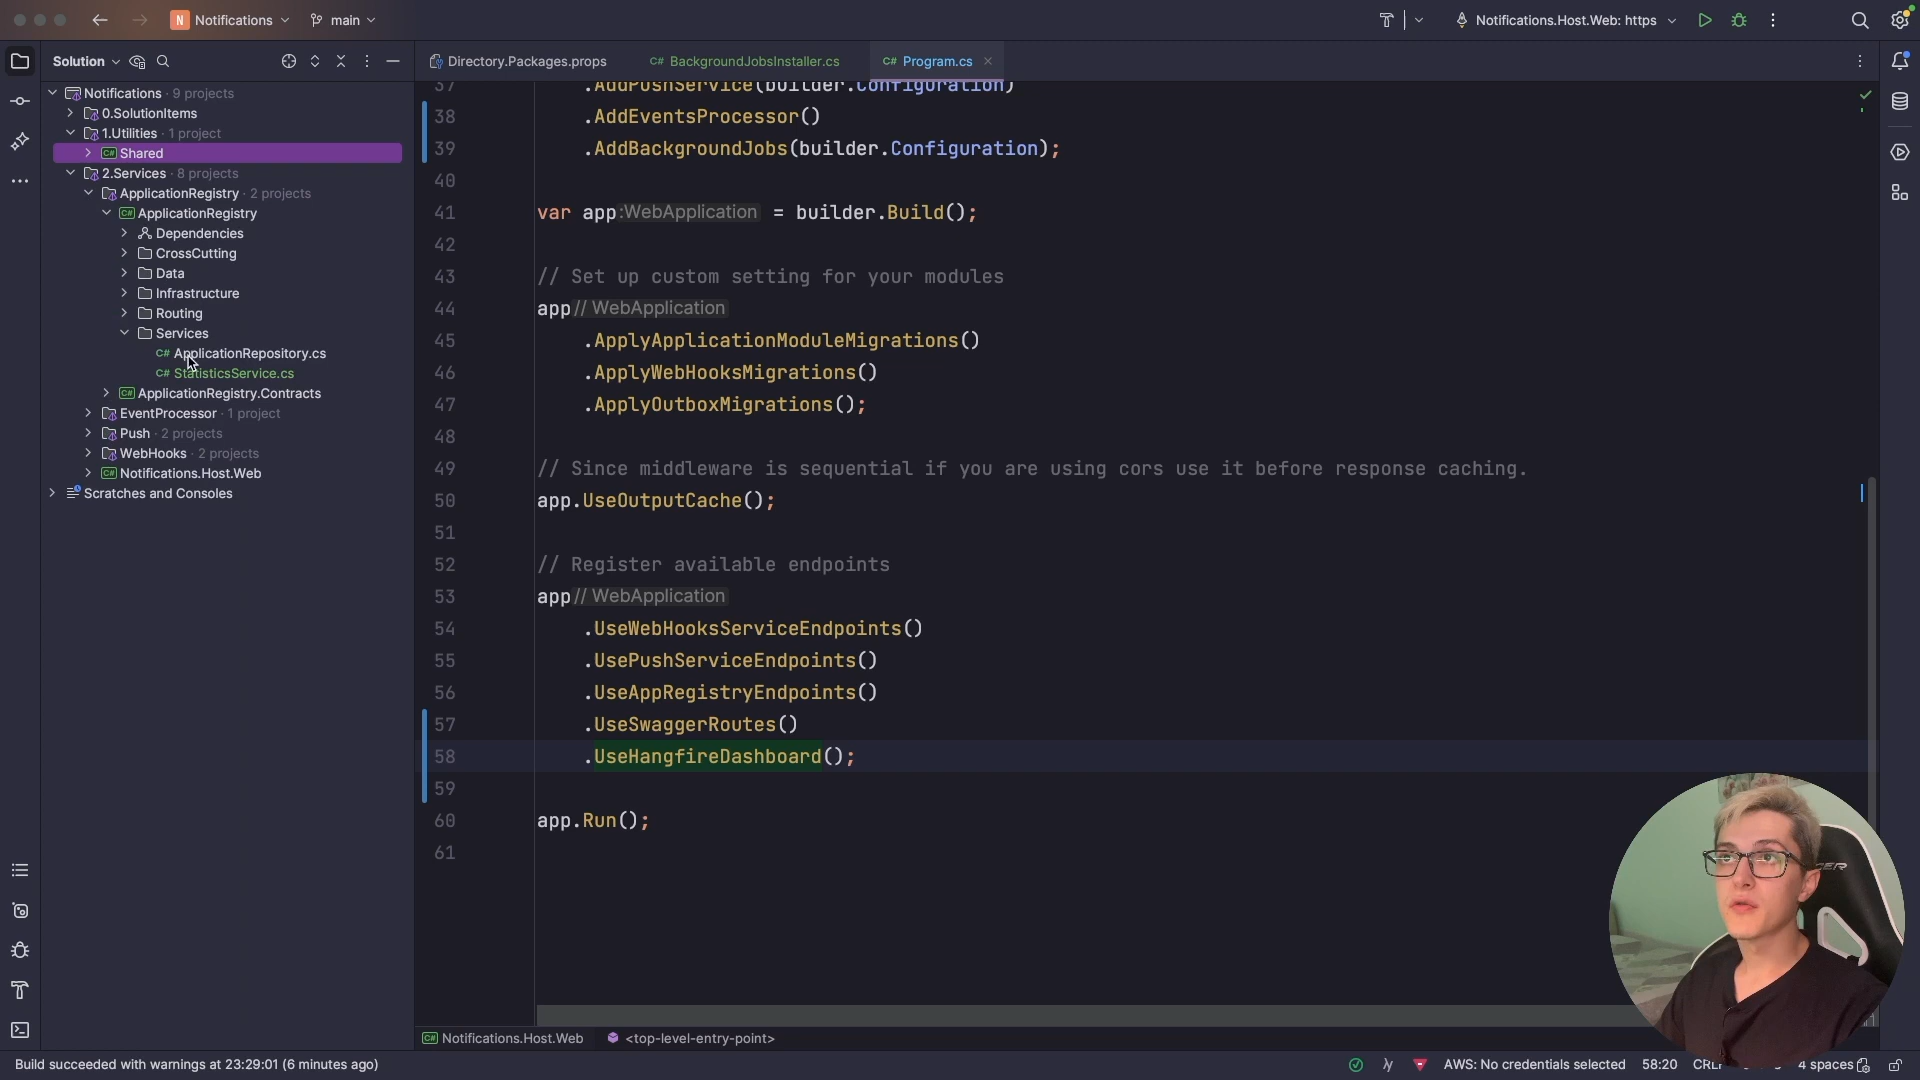 N Notifications
main
Notifications.Host.Web: https
Solution
Directory.Packages.props
C# BackgroundJobsInstaller.cs
C# Program.cs
Notifications · 9 projects
0.SolutionItems
1.Utilities · 1 project
C# Shared
2.Services · 8 projects
ApplicationRegistry · 2 projects
C# ApplicationRegistry
Dependencies
CrossCutting
Data
Infrastructure
Routing
Services
C# ApplicationRepository.cs
C# StatisticsService.cs
C# ApplicationRegistry.Contracts
EventProcessor · 1 project
Push · 2 projects
WebHooks · 2 projects
C# Notifications.Host.Web
Scratches and Consoles
37 .AddPushService(builder.Configuration)
38 .AddEventsProcessor()
39 .AddBackgroundJobs(builder.Configuration);
40
41 var app :WebApplication = builder.Build();
42
43 // Set up custom setting for your modules
44 app // WebApplication
45 .ApplyApplicationModuleMigrations()
46 .ApplyWebHooksMigrations()
47 .ApplyOutboxMigrations();
48
49 // Since middleware is sequential if you are using cors use it before response caching.
50 app.UseOutputCache();
51
52 // Register available endpoints
53 app // WebApplication
54 .UseWebHooksServiceEndpoints()
55 .UsePushServiceEndpoints()
56 .UseAppRegistryEndpoints()
57 .UseSwaggerRoutes()
58 .UseHangfireDashboard();
59
60 app.Run();
61
C# Notifications.Host.Web
<top-level-entry-point>
Build succeeded with warnings at 23:29:01 (6 minutes ago)
AWS: No credentials selected
58:20
4 spaces